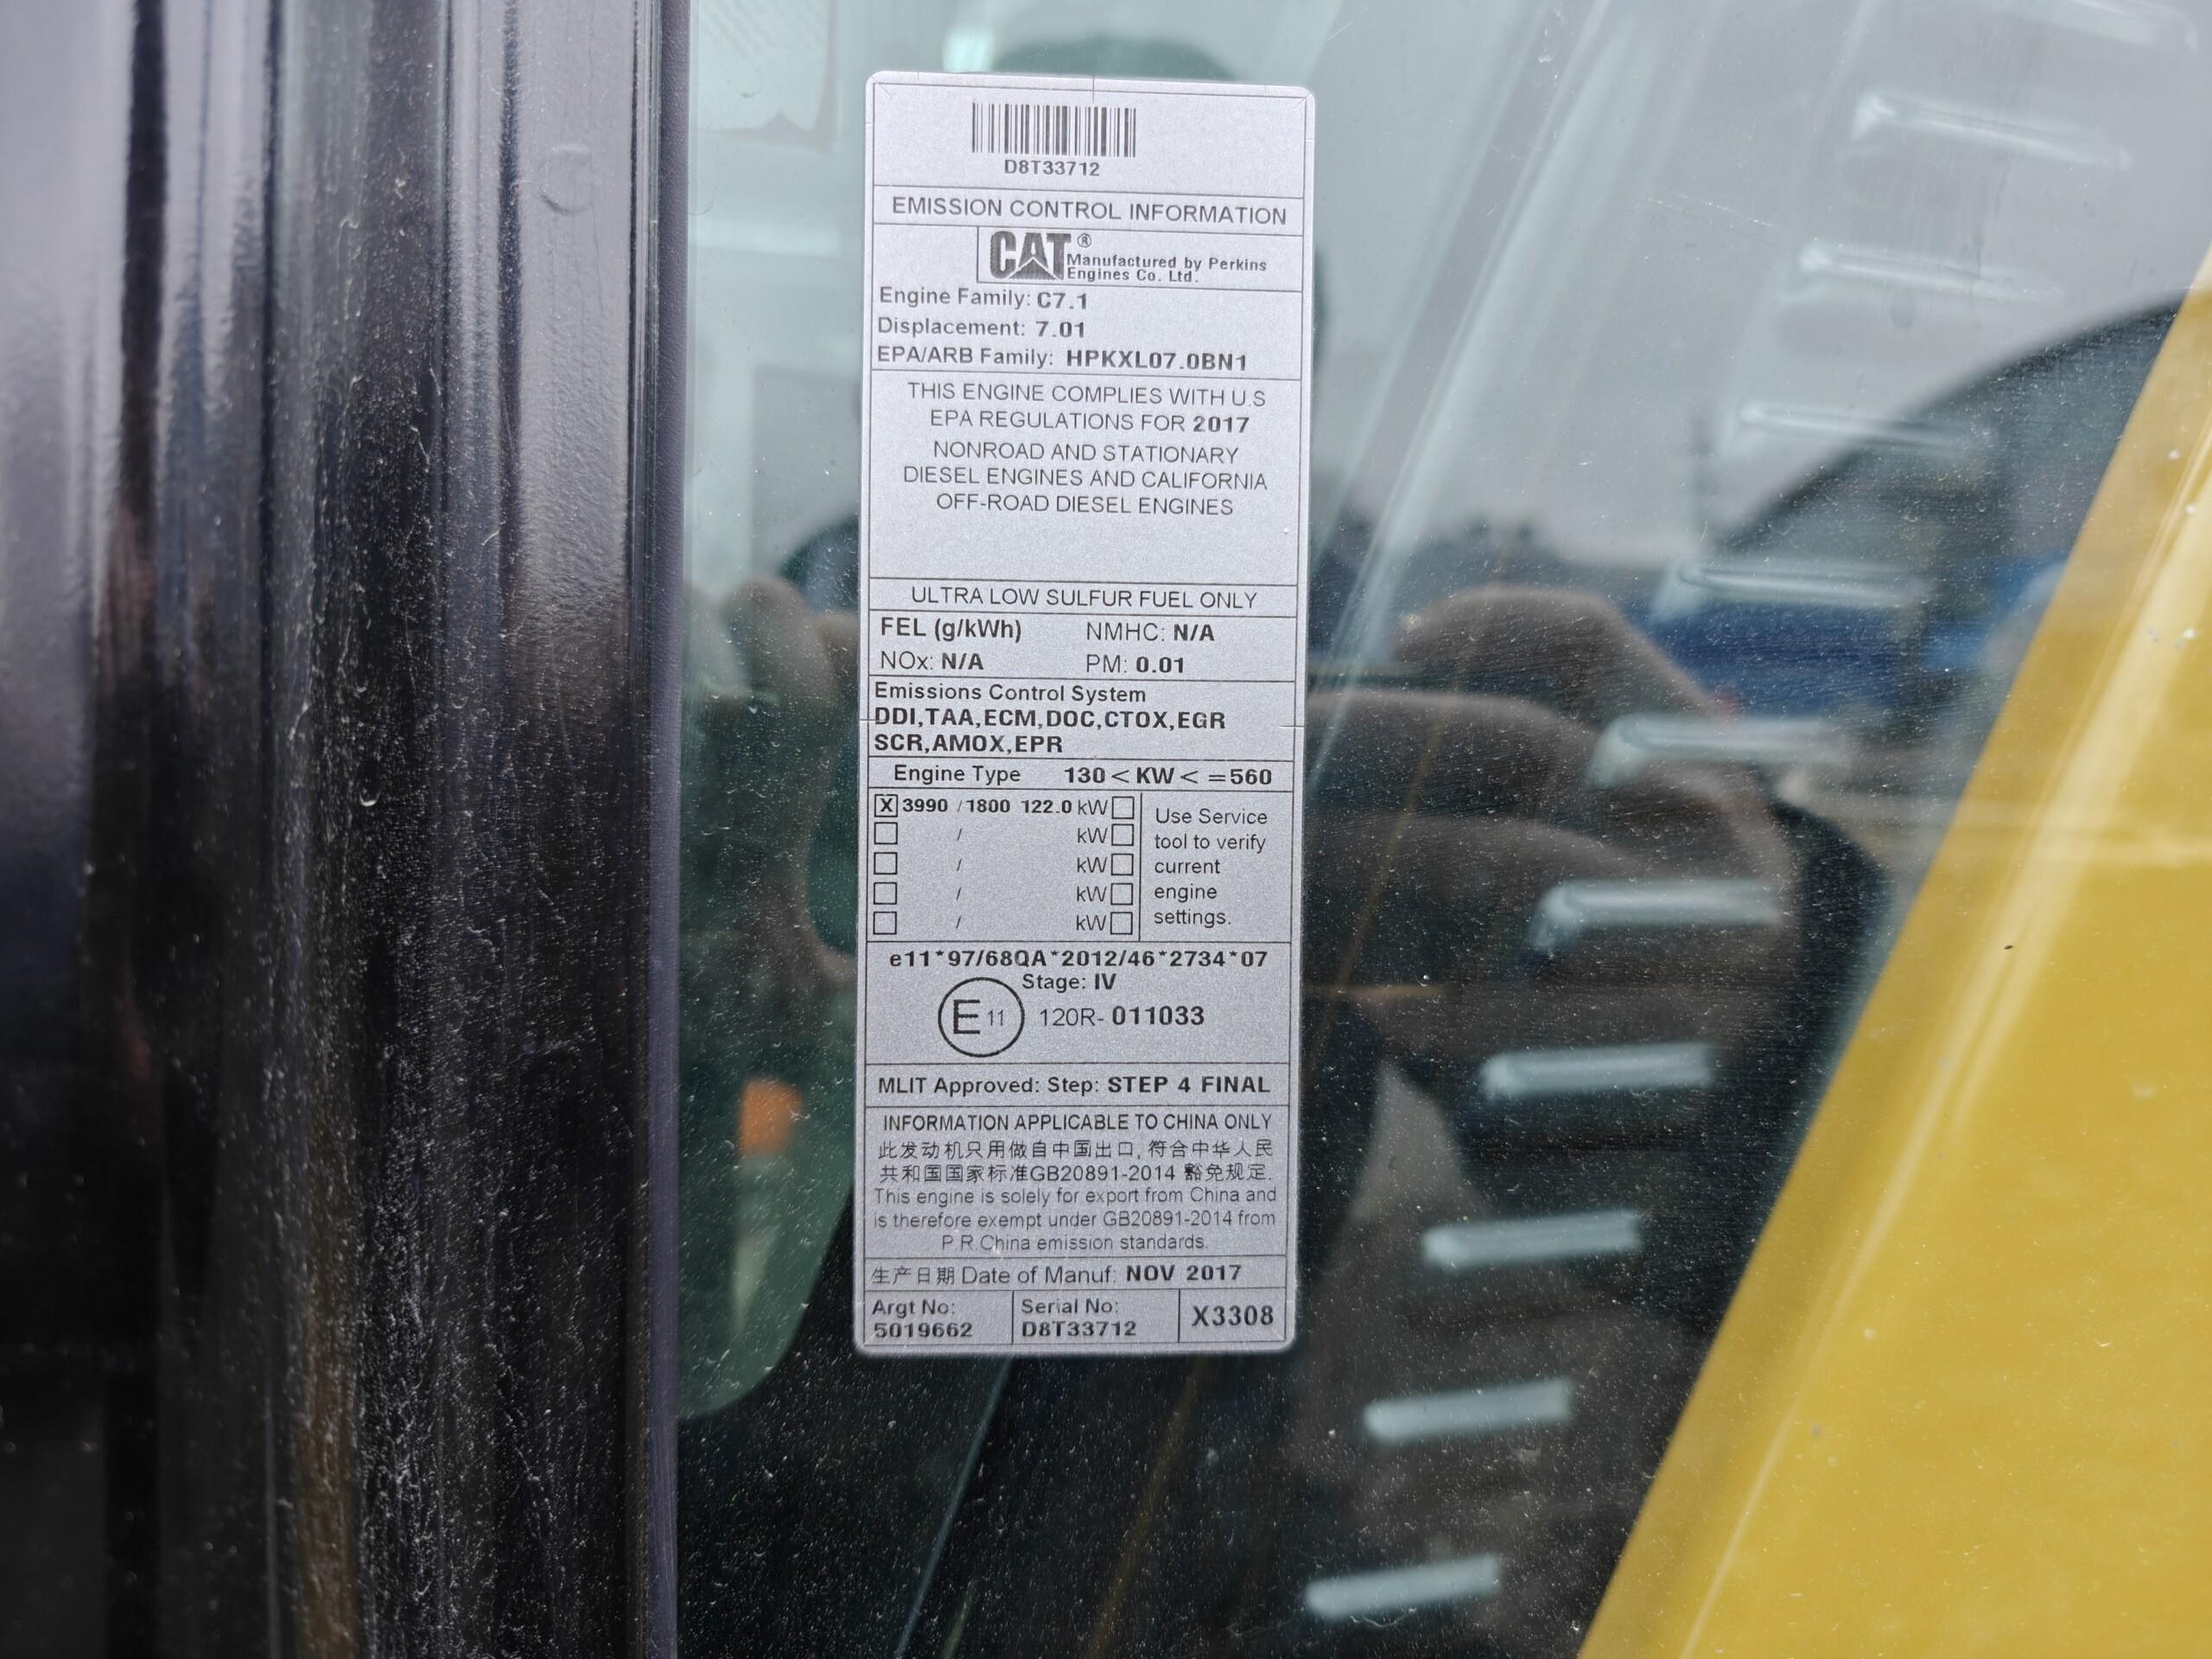 D8T33712
EMISSION CONTROL INFORMATION
CAT® Manufactured by Perkins
Engines Co. Ltd.
Engine Family: C7.1
Displacement: 7.01
EPA/ARB Family: HPKXL07.0BN1
THIS ENGINE COMPLIES WITH U.S
EPA REGULATIONS FOR 2017
NONROAD AND STATIONARY
DIESEL ENGINES AND CALIFORNIA
OFF-ROAD DIESEL ENGINES
ULTRA LOW SULFUR FUEL ONLY
FEL (g/kWh) NMHC: N/A
NOx: N/A PM: 0.01
Emissions Control System
DDI,TAA,ECM,DOC,CTOX,EGR
SCR,AMOX,EPR
Engine Type 130 < KW < =560
X 3990 / 1800 122.0 kW
/ kW
/ kW
/ kW
/ kW
Use Service
tool to verify
current
engine
settings.
e11*97/68QA*2012/46*2734*07
Stage: IV
E 11 120R- 011033
MLIT Approved: Step: STEP 4 FINAL
INFORMATION APPLICABLE TO CHINA ONLY
此发动机只用做自中国出口, 符合中华人民
共和国国家标准GB20891-2014 豁免规定.
This engine is solely for export from China and
is therefore exempt under GB20891-2014 from
P.R.China emission standards.
生产日期 Date of Manuf: NOV 2017
Argt No:
5019662
Serial No:
D8T33712
X3308